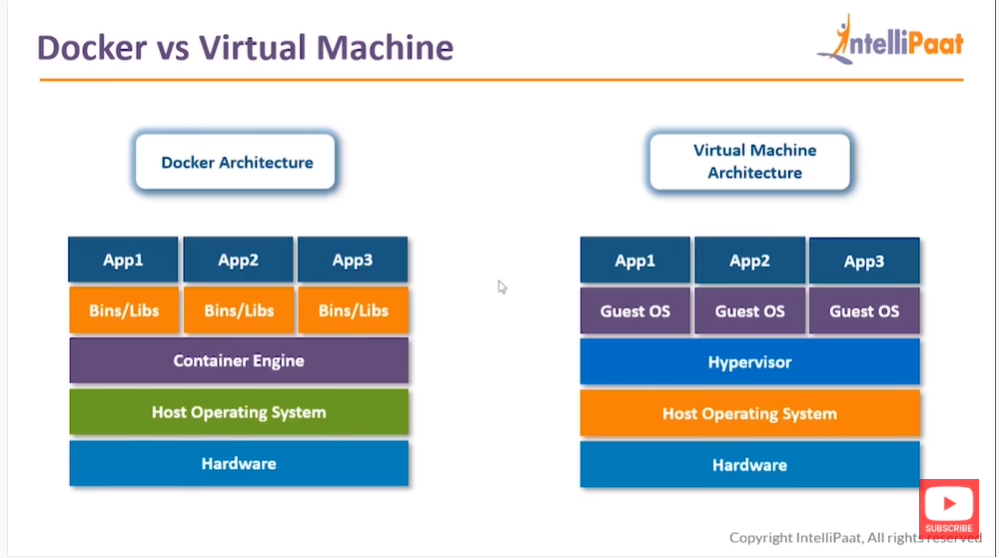 Docker vs Virtual Machine
IntelliPaat
Docker Architecture
App1 App2 App3
Bins/Libs Bins/Libs Bins/Libs
Container Engine
Host Operating System
Hardware
Virtual Machine
Architecture
App1 App2 App3
Guest OS Guest OS Guest OS
Hypervisor
Host Operating System
Hardware
SUBSCRIBE
Copyright IntelliPaat, All rights reserved